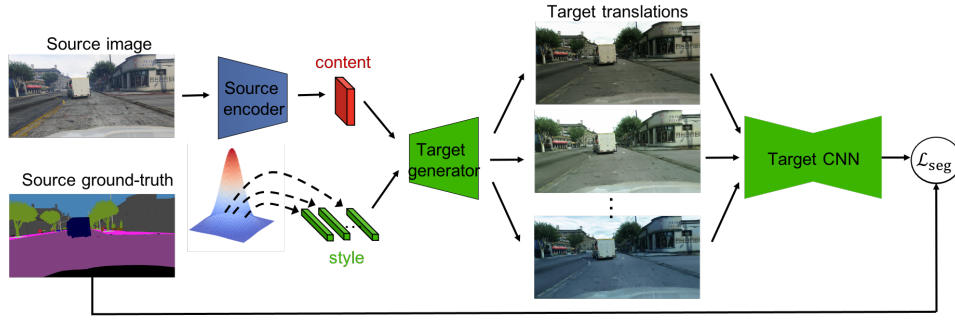 Source image
Source
encoder
content
Target translations
Target
generator
Target CNN
ℒseg
Source ground-truth
style